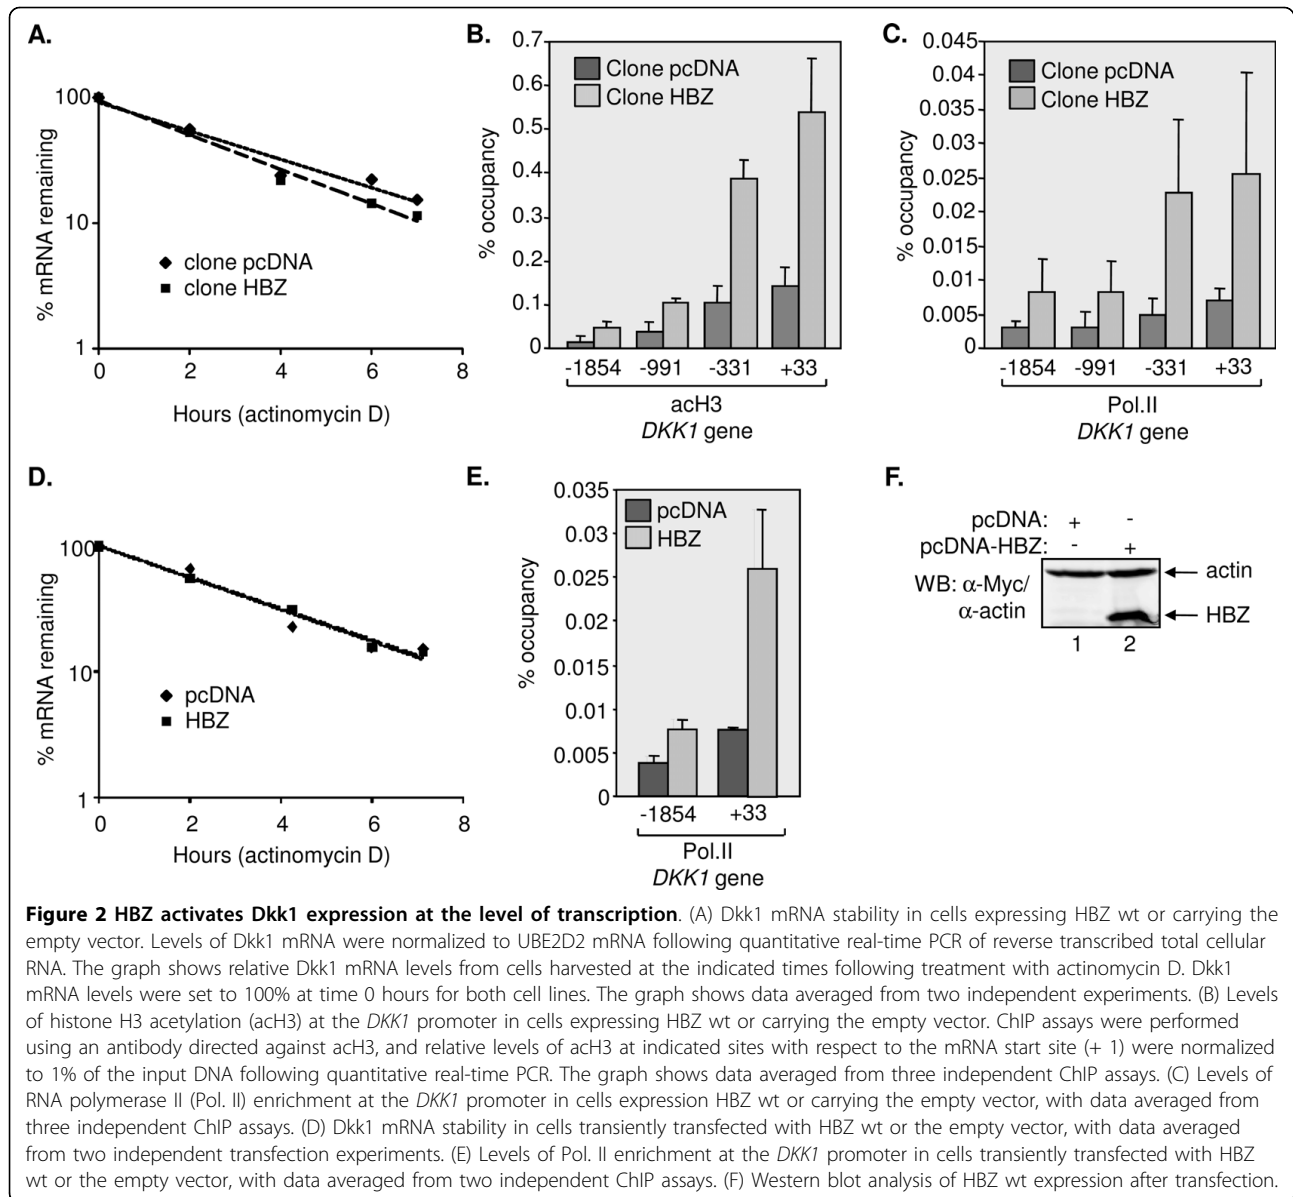 A.
100
10
1
0 2 4 6 8
% mRNA remaining
Hours (actinomycin D)
clone pcDNA
clone HBZ
B.
0.7
0.6
0.5
0.4
0.3
0.2
0.1
0
% occupancy
Clone pcDNA
Clone HBZ
-1854 -991 -331 +33
acH3
DKK1 gene
C.
0.045
0.04
0.035
0.03
0.025
0.02
0.015
0.01
0.005
0
% occupancy
Clone pcDNA
Clone HBZ
-1854 -991 -331 +33
Pol.II
DKK1 gene
D.
100
10
1
0 2 4 6 8
% mRNA remaining
Hours (actinomycin D)
pcDNA
HBZ
E.
0.035
0.03
0.025
0.02
0.015
0.01
0.005
0
% occupancy
pcDNA
HBZ
-1854 +33
Pol.II
DKK1 gene
F.
pcDNA: + -
pcDNA-HBZ: - +
WB: α-Myc/
α-actin
actin
HBZ
1 2
Figure 2 HBZ activates Dkk1 expression at the level of transcription. (A) Dkk1 mRNA stability in cells expressing HBZ wt or carrying the
empty vector. Levels of Dkk1 mRNA were normalized to UBE2D2 mRNA following quantitative real-time PCR of reverse transcribed total cellular
RNA. The graph shows relative Dkk1 mRNA levels from cells harvested at the indicated times following treatment with actinomycin D. Dkk1
mRNA levels were set to 100% at time 0 hours for both cell lines. The graph shows data averaged from two independent experiments. (B) Levels
of histone H3 acetylation (acH3) at the DKK1 promoter in cells expressing HBZ wt or carrying the empty vector. ChIP assays were performed
using an antibody directed against acH3, and relative levels of acH3 at indicated sites with respect to the mRNA start site (+ 1) were normalized
to 1% of the input DNA following quantitative real-time PCR. The graph shows data averaged from three independent ChIP assays. (C) Levels of
RNA polymerase II (Pol. II) enrichment at the DKK1 promoter in cells expression HBZ wt or carrying the empty vector, with data averaged from
three independent ChIP assays. (D) Dkk1 mRNA stability in cells transiently transfected with HBZ wt or the empty vector, with data averaged
from two independent transfection experiments. (E) Levels of Pol. II enrichment at the DKK1 promoter in cells transiently transfected with HBZ
wt or the empty vector, with data averaged from two independent ChIP assays. (F) Western blot analysis of HBZ wt expression after transfection.